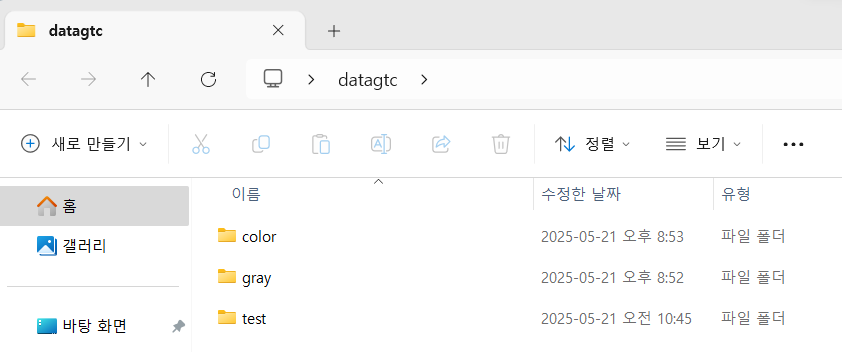 datagtc
datagtc
새로 만들기 정렬 보기
이름 수정한 날짜 유형
홈
color 2025-05-21 오후 8:53 파일 폴더
갤러리
gray 2025-05-21 오후 8:52 파일 폴더
바탕 화면
test 2025-05-21 오전 10:45 파일 폴더